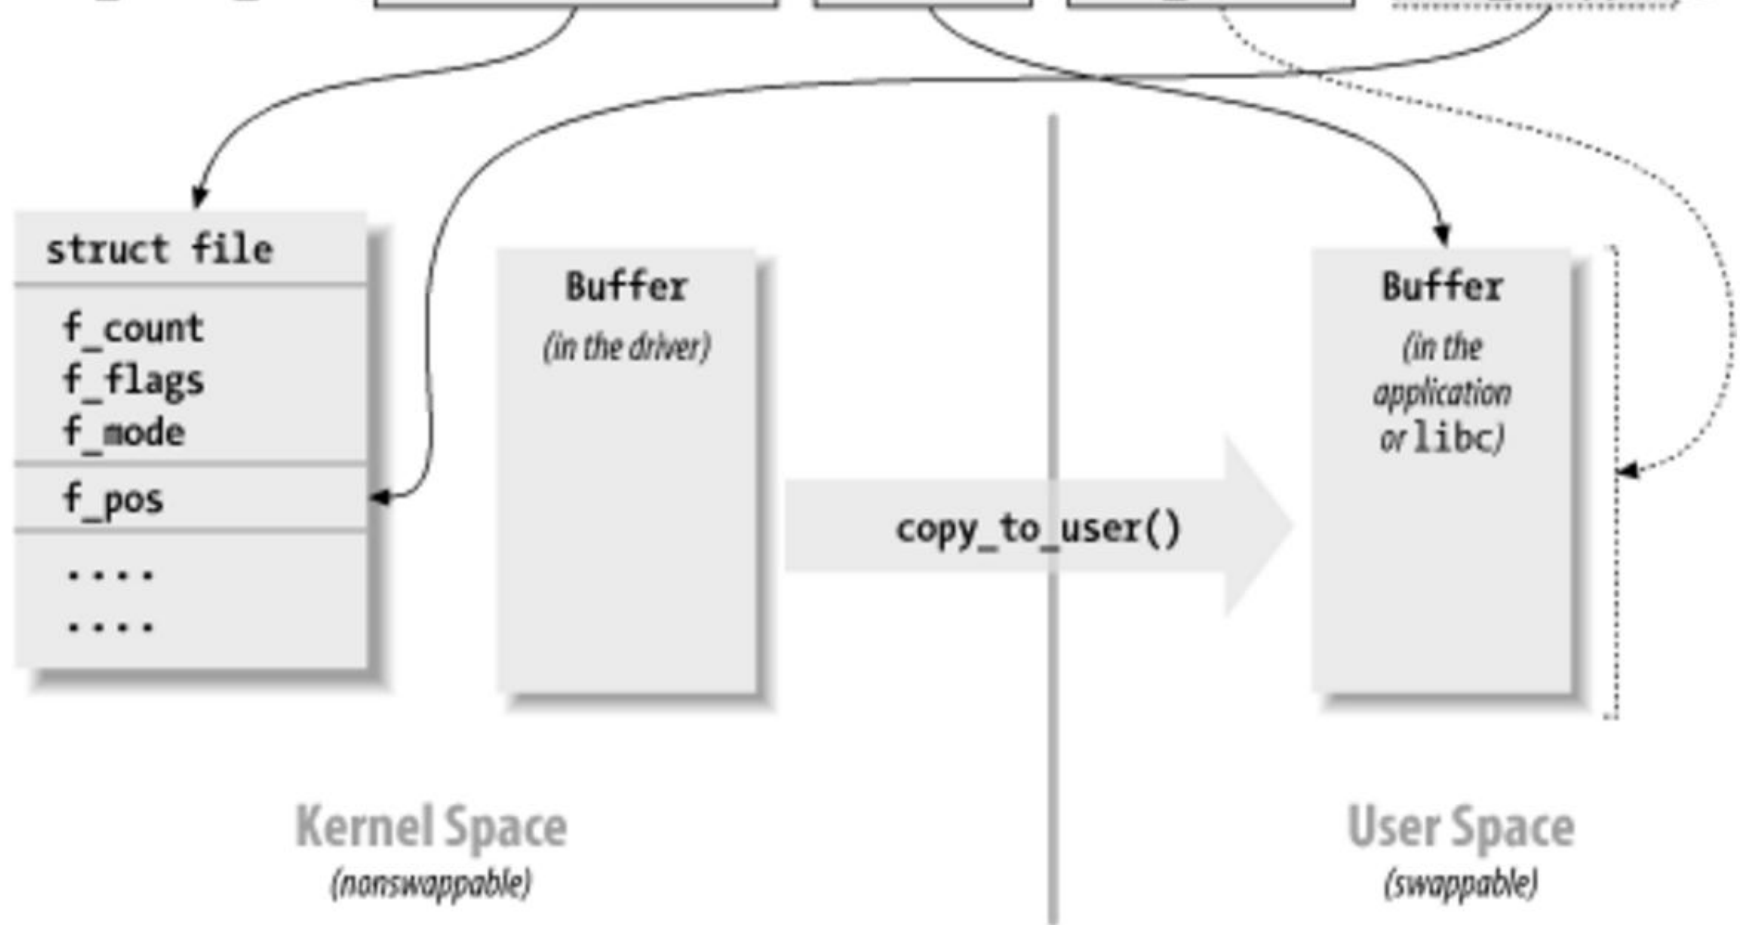 struct file
f_count
f_flags
f_mode
f_pos
....
....
Buffer
(in the driver)
copy_to_user()
Buffer
(in the
application
or libc)
Kernel Space
(nonswappable)
User Space
(swappable)